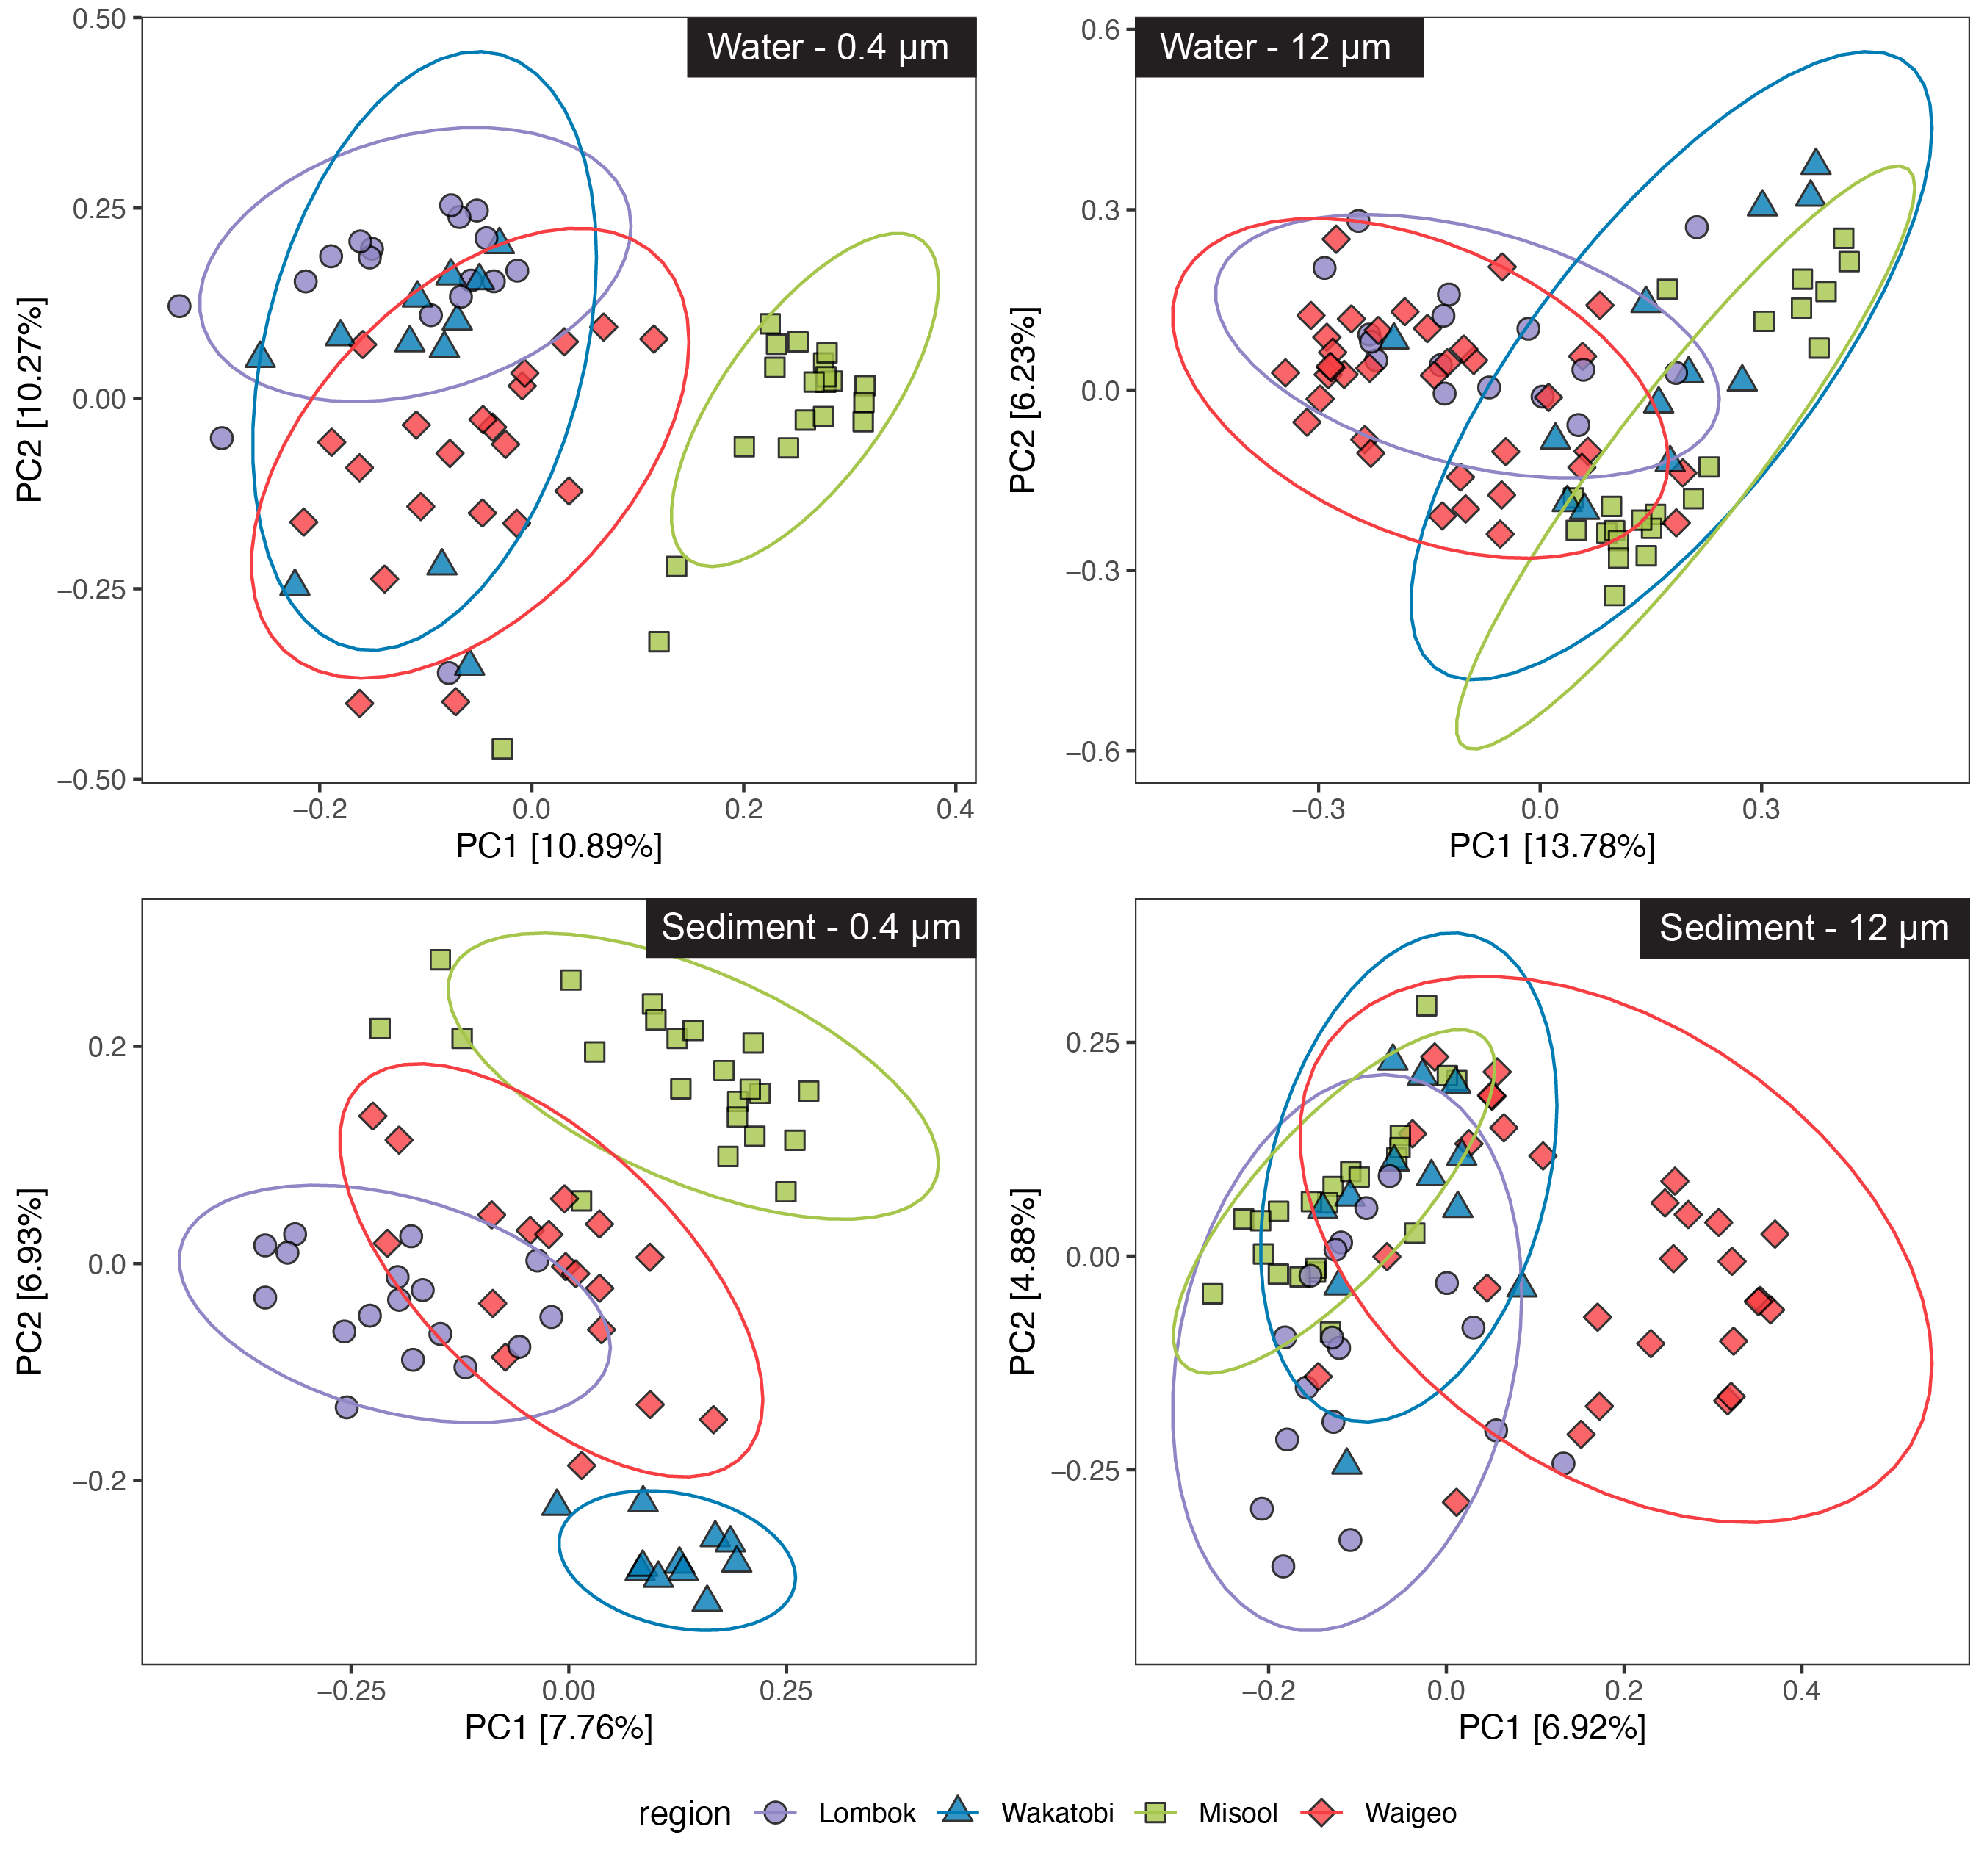 Water - 0.4 µm
0.50
0.25
0.00
−0.25
−0.50
PC2 [10.27%]
−0.2
0.0
0.2
0.4
PC1 [10.89%]
Water - 12 µm
0.6
0.3
0.0
−0.3
−0.6
PC2 [6.23%]
−0.3
0.0
0.3
PC1 [13.78%]
Sediment - 0.4 µm
0.2
0.0
−0.2
PC2 [6.93%]
−0.25
0.00
0.25
PC1 [7.76%]
Sediment - 12 µm
0.25
0.00
−0.25
PC2 [4.88%]
−0.2
0.0
0.2
0.4
PC1 [6.92%]
region Lombok Wakatobi Misool Waigeo